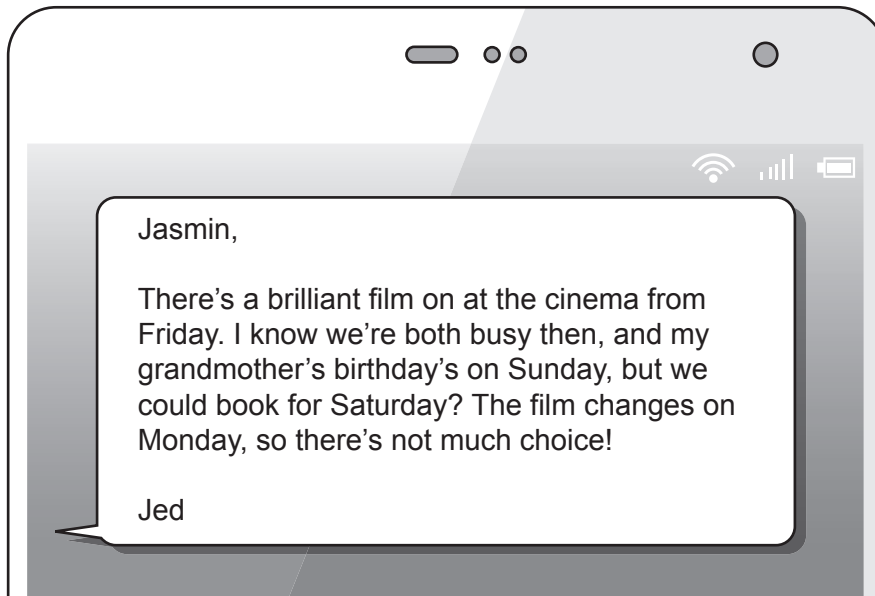 Jasmin,
There's a brilliant film on at the cinema from
Friday. I know we're both busy then, and my
grandmother's birthday's on Sunday, but we
could book for Saturday? The film changes on
Monday, so there's not much choice!
Jed